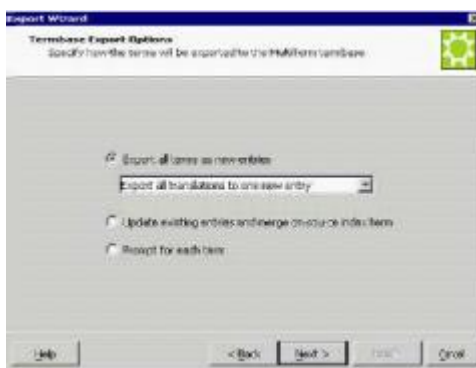 Export Wizard
Termbase Export Options
Specify how the terms will be exported to the MultiTerm termbase
Export all terms as new entries
Export all translations to one new entry
Update existing entries and merge on source index term
Prompt for each term
Help
< Back
Next >
Finish
Cancel